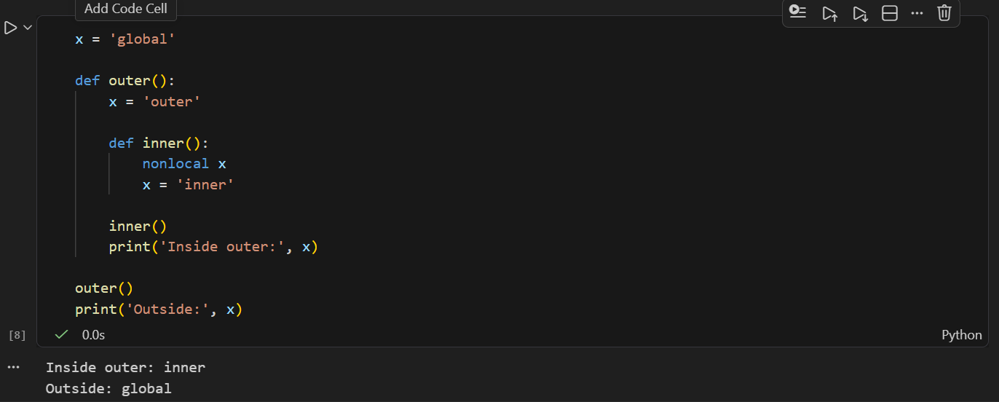 Add Code Cell
x = 'global'
def outer():
    x = 'outer'
    def inner():
        nonlocal x
        x = 'inner'
    inner()
    print('Inside outer:', x)
outer()
print('Outside:', x)
[8]
0.0s
Python
Inside outer: inner
Outside: global